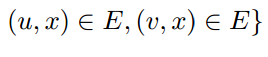 (u, x) ∈ E, (v, x) ∈ E}